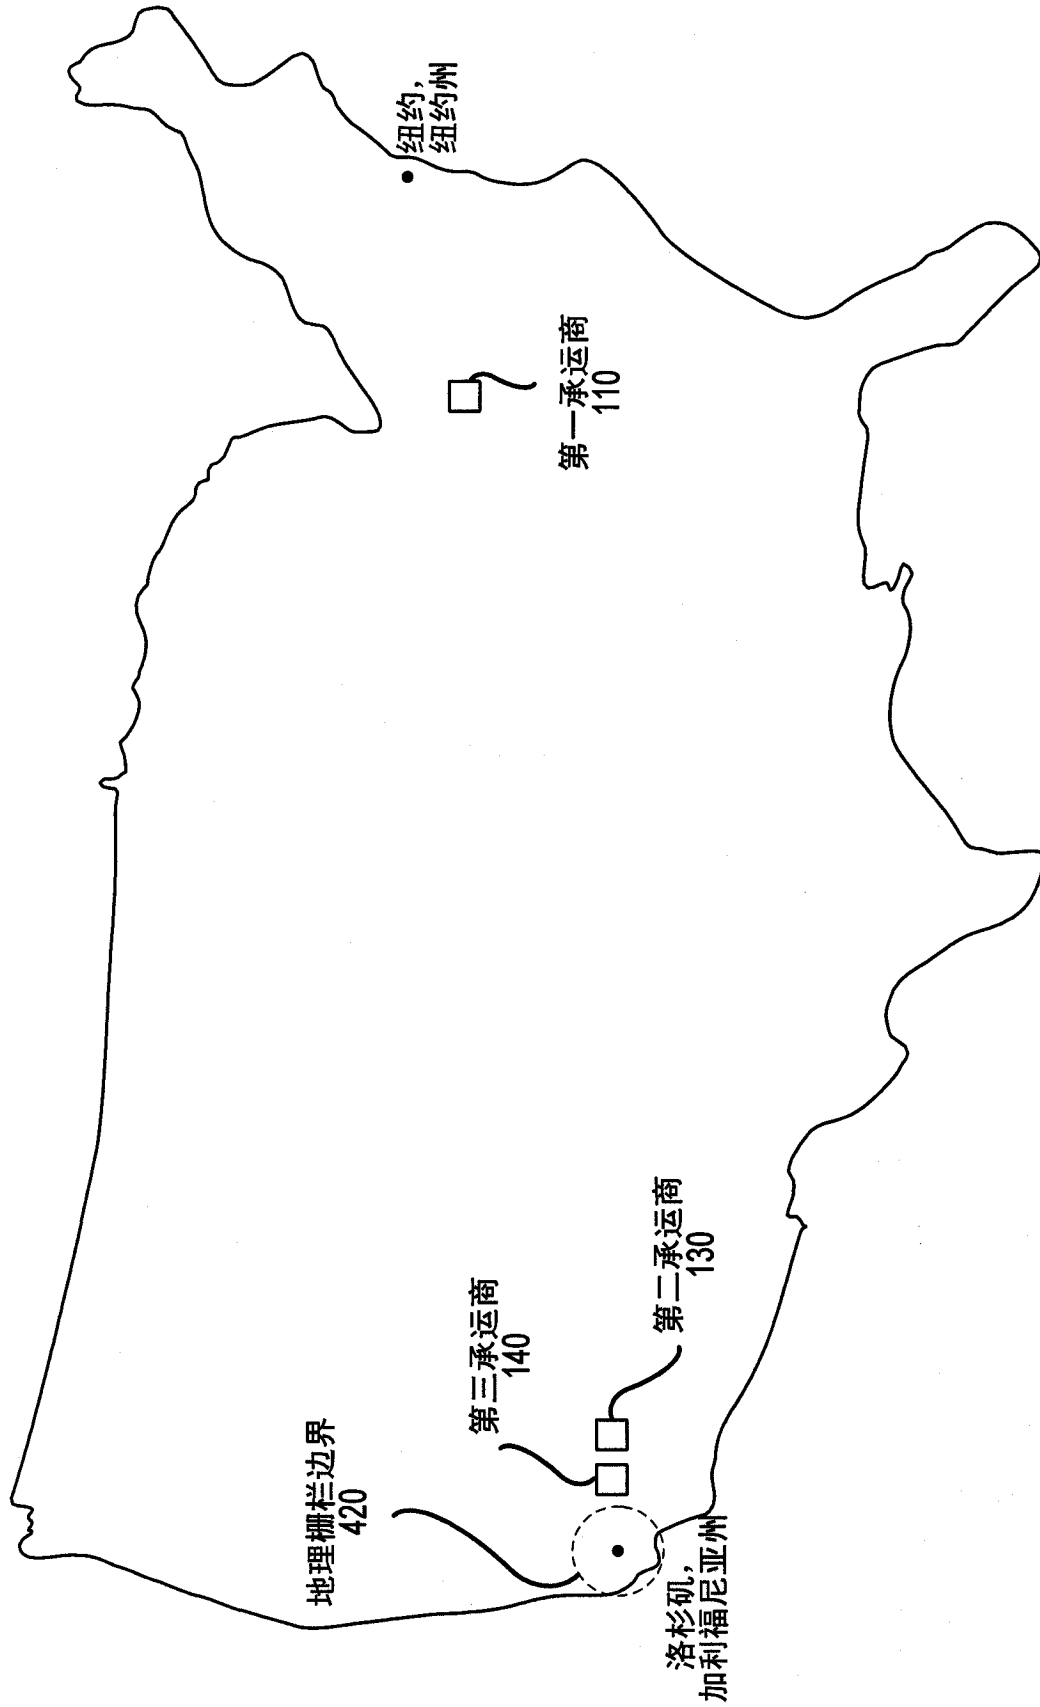 纽约,
纽约州
第一承运商
110
第三承运商
140
第二承运商
130
地理栅栏边界
420
洛杉矶,
加利福尼亚州